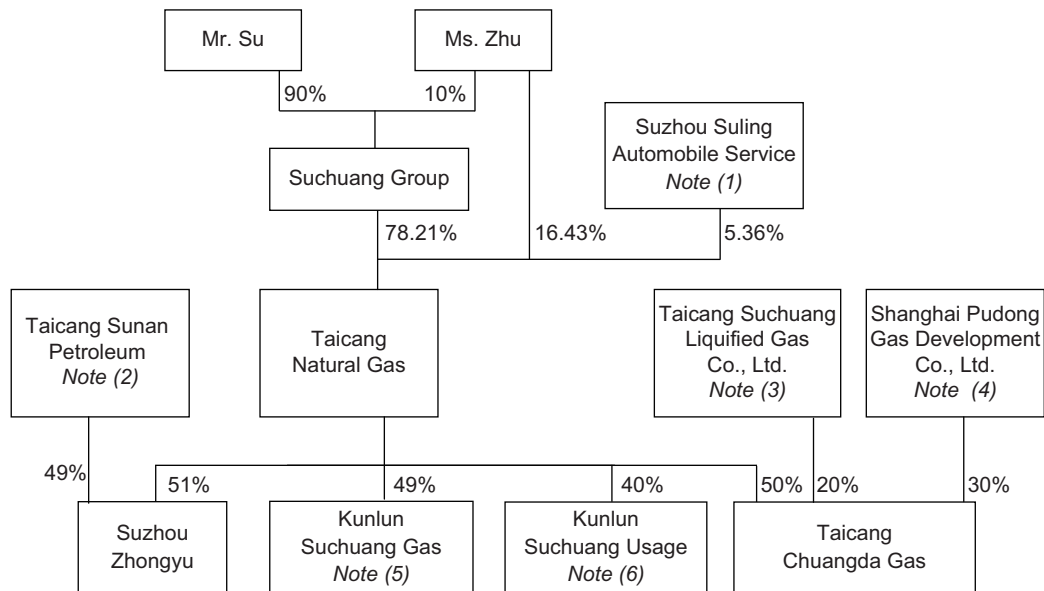 Mr. Su
Ms. Zhu
90%
10%
Suzhou Suling
Automobile Service
Note (1)
Suchuang Group
78.21%
16.43%
5.36%
Taicang Sunan
Petroleum
Note (2)
Taicang
Natural Gas
Taicang Suchuang
Liquified Gas
Co., Ltd.
Note (3)
Shanghai Pudong
Gas Development
Co., Ltd.
Note (4)
49%
51%
49%
40%
50%
20%
30%
Suzhou
Zhongyu
Kunlun
Suchuang Gas
Note (5)
Kunlun
Suchuang Usage
Note (6)
Taicang
Chuangda Gas